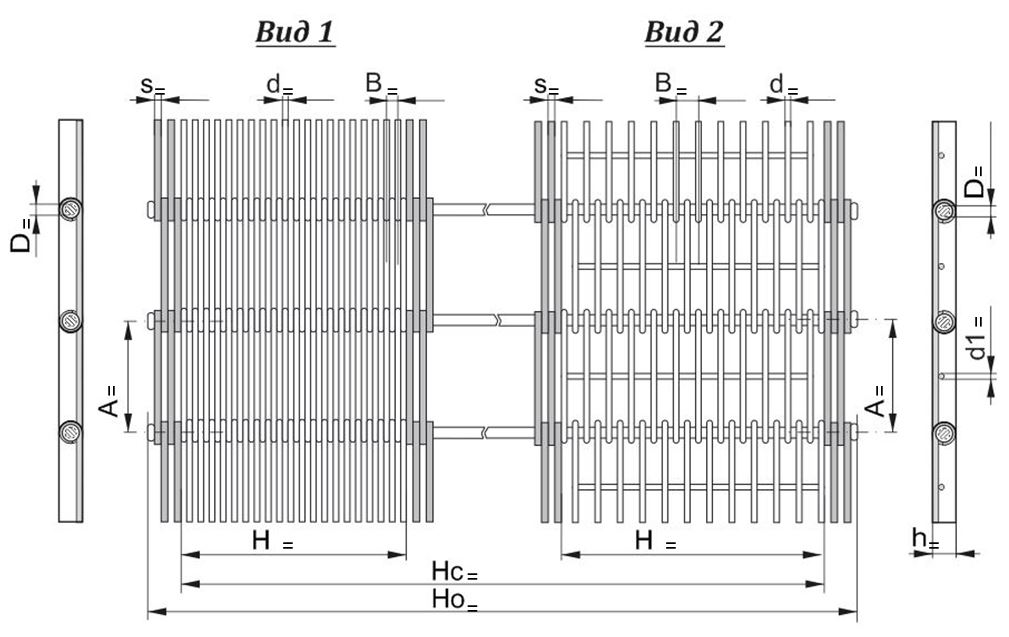 Вид 1
Вид 2
s=
d=
B=
s=
B=
d=
D=
D=
d1=
A=
A=
H =
H =
h=
Hc=
Ho=